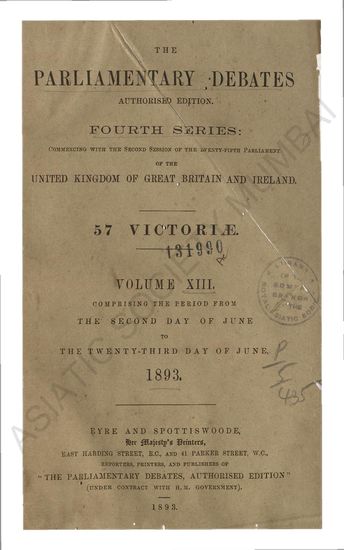 THE
PARLIAMENTARY DEBATES
AUTHORISED EDITION.
FOURTH SERIES:
COMMENCING WITH THE SECOND SESSION OF THE TWENTY-FIFTH PARLIAMENT
OF THE
UNITED KINGDOM OF GREAT BRITAIN AND IRELAND.
57 VICTORIÆ.
131990
VOLUME XIII.
COMPRISING THE PERIOD FROM
THE SECOND DAY OF JUNE
TO
THE TWENTY-THIRD DAY OF JUNE,
1893.
EYRE AND SPOTTISWOODE,
Her Majesty's Printers,
EAST HARDING STREET, E.C., AND 41 PARKER STREET, W.C.,
REPORTERS, PRINTERS, AND PUBLISHERS OF
"THE PARLIAMENTARY DEBATES, AUTHORISED EDITION"
(UNDER CONTRACT WITH H.M. GOVERNMENT).
1893.
ASIATIC SOCIETY MUMBAI